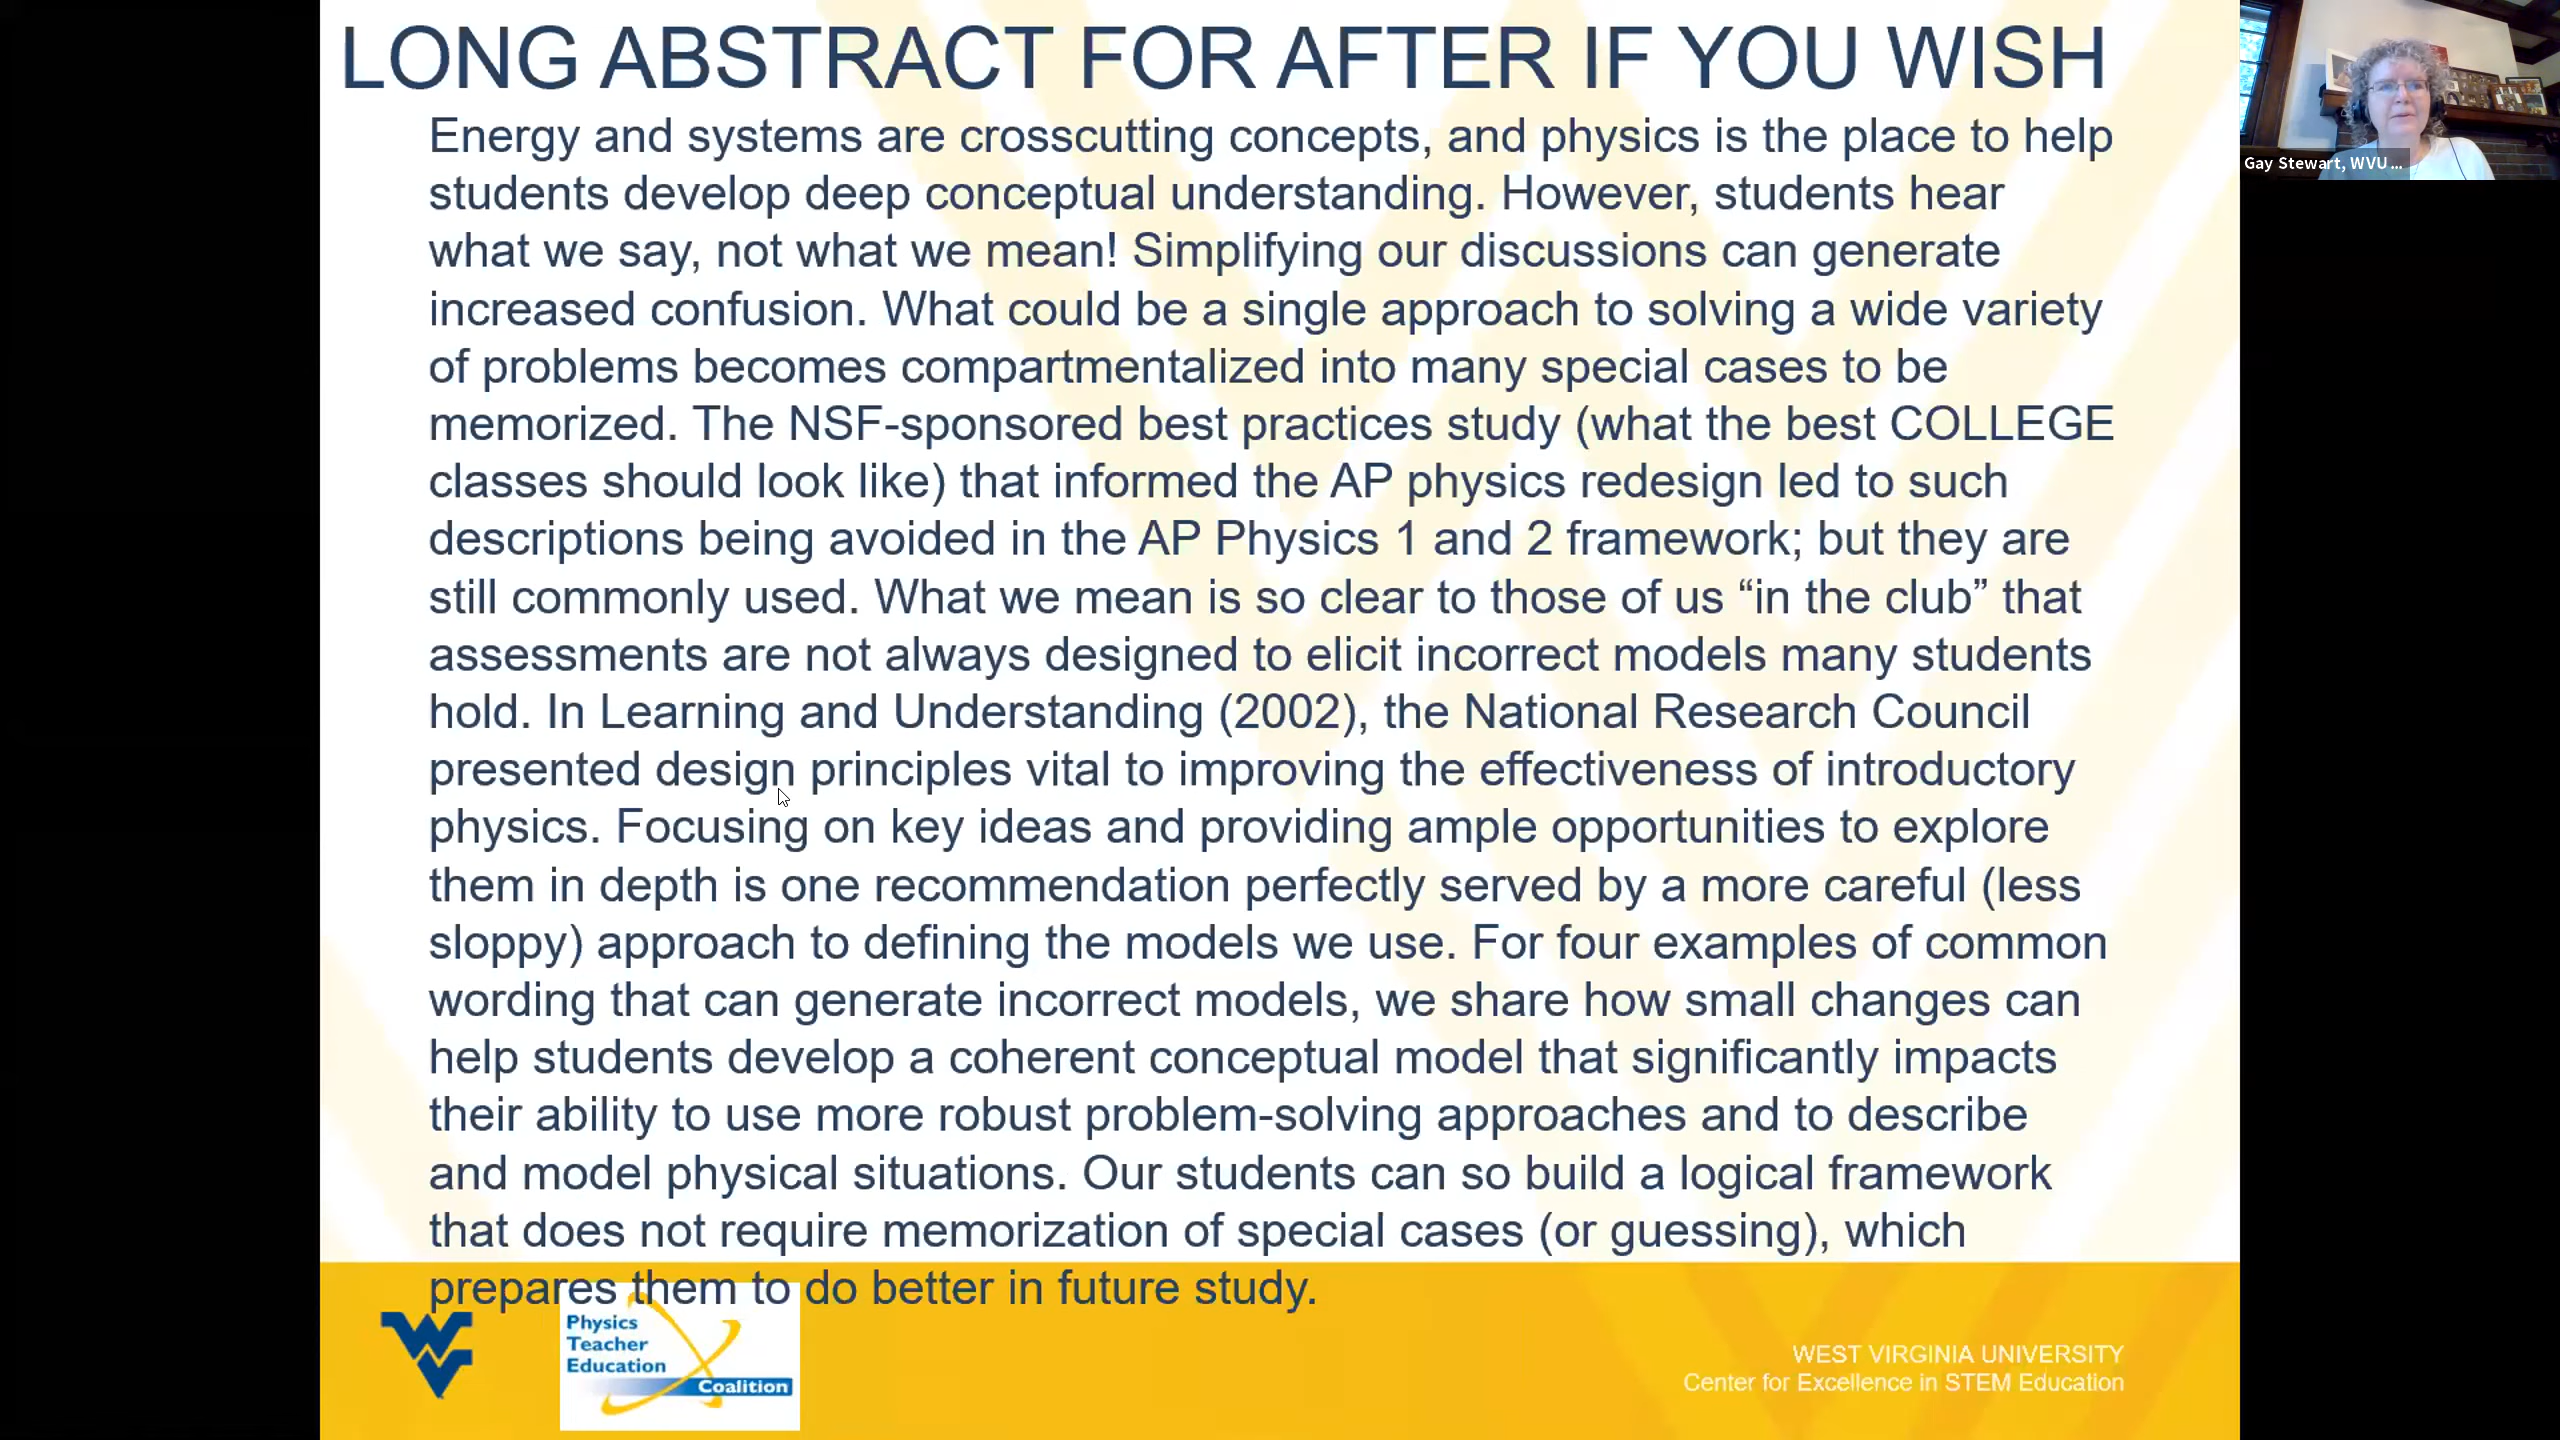 LONG ABSTRACT FOR AFTER IF YOU WISH
Energy and systems are crosscutting concepts, and physics is the place to help
students develop deep conceptual understanding. However, students hear
what we say, not what we mean! Simplifying our discussions can generate
increased confusion. What could be a single approach to solving a wide variety
of problems becomes compartmentalized into many special cases to be
memorized. The NSF-sponsored best practices study (what the best COLLEGE
classes should look like) that informed the AP physics redesign led to such
descriptions being avoided in the AP Physics 1 and 2 framework; but they are
still commonly used. What we mean is so clear to those of us “in the club” that
assessments are not always designed to elicit incorrect models many students
hold. In Learning and Understanding (2002), the National Research Council
presented design principles vital to improving the effectiveness of introductory
physics. Focusing on key ideas and providing ample opportunities to explore
them in depth is one recommendation perfectly served by a more careful (less
sloppy) approach to defining the models we use. For four examples of common
wording that can generate incorrect models, we share how small changes can
help students develop a coherent conceptual model that significantly impacts
their ability to use more robust problem-solving approaches and to describe
and model physical situations. Our students can so build a logical framework
that does not require memorization of special cases (or guessing), which
prepares them to do better in future study.
WV
Physics
Teacher
Education
Coalition
WEST VIRGINIA UNIVERSITY
Center for Excellence in STEM Education
Gay Stewart, WVU ...